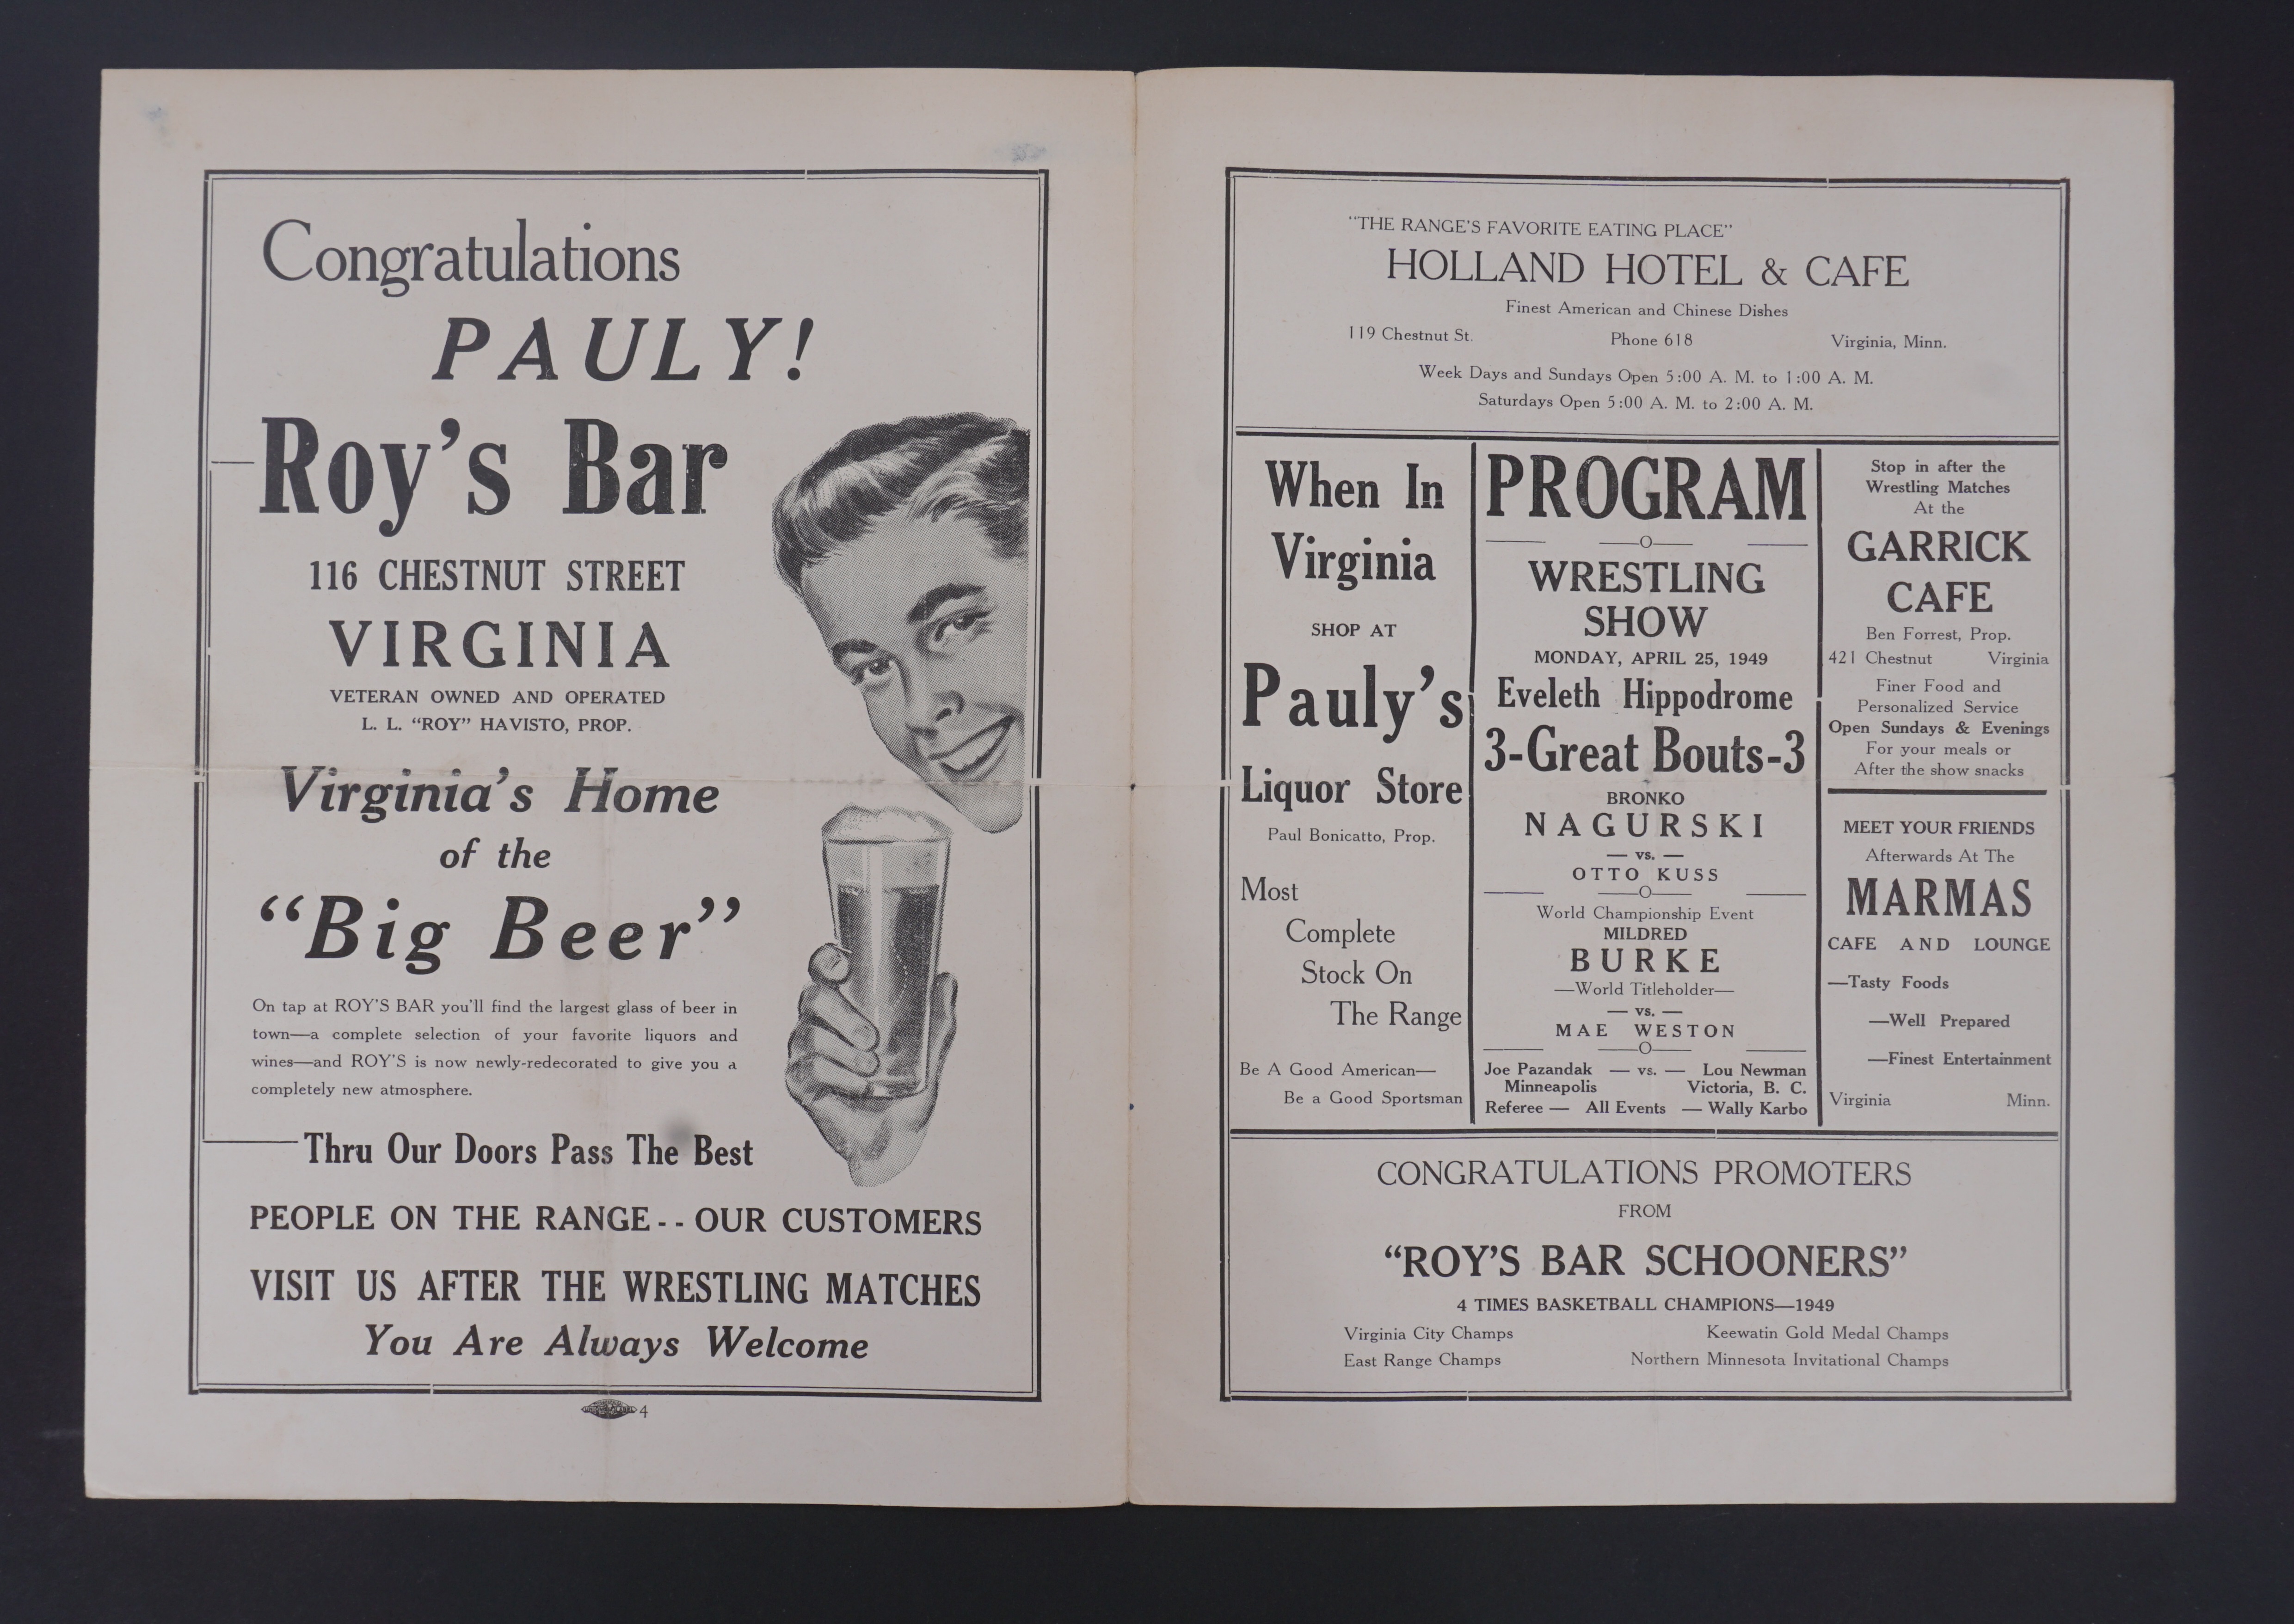 Congratulations
PAULY!
Roy's Bar
116 CHESTNUT STREET
VIRGINIA
VETERAN OWNED AND OPERATED
L. L. "ROY" HAVISTO, PROP.
Virginia's Home
of the
"Big Beer"
On tap at ROY'S BAR you'll find the largest glass of beer in
town—a complete selection of your favorite liquors and
wines—and ROY'S is now newly-redecorated to give you a
completely new atmosphere.
Thru Our Doors Pass The Best
PEOPLE ON THE RANGE -- OUR CUSTOMERS
VISIT US AFTER THE WRESTLING MATCHES
You Are Always Welcome
4
"THE RANGE'S FAVORITE EATING PLACE"
HOLLAND HOTEL & CAFE
Finest American and Chinese Dishes
119 Chestnut St. Phone 618 Virginia, Minn.
Week Days and Sundays Open 5:00 A. M. to 1:00 A. M.
Saturdays Open 5:00 A. M. to 2:00 A. M.
When In
Virginia
SHOP AT
Pauly's
Liquor Store
Paul Bonicatto, Prop.
Most
Complete
Stock On
The Range
Be A Good American—
Be a Good Sportsman
PROGRAM
WRESTLING
SHOW
MONDAY, APRIL 25, 1949
Eveleth Hippodrome
3-Great Bouts-3
BRONKO
NAGURSKI
— vs. —
OTTO KUSS
World Championship Event
MILDRED
BURKE
—World Titleholder—
— vs. —
MAE WESTON
Joe Pazandak — vs. — Lou Newman
Minneapolis Victoria, B. C.
Referee — All Events — Wally Karbo
Stop in after the
Wrestling Matches
At the
GARRICK
CAFE
Ben Forrest, Prop.
421 Chestnut Virginia
Finer Food and
Personalized Service
Open Sundays & Evenings
For your meals or
After the show snacks
MEET YOUR FRIENDS
Afterwards At The
MARMAS
CAFE AND LOUNGE
—Tasty Foods
—Well Prepared
—Finest Entertainment
Virginia Minn.
CONGRATULATIONS PROMOTERS
FROM
"ROY'S BAR SCHOONERS"
4 TIMES BASKETBALL CHAMPIONS—1949
Virginia City Champs Keewatin Gold Medal Champs
East Range Champs Northern Minnesota Invitational Champs